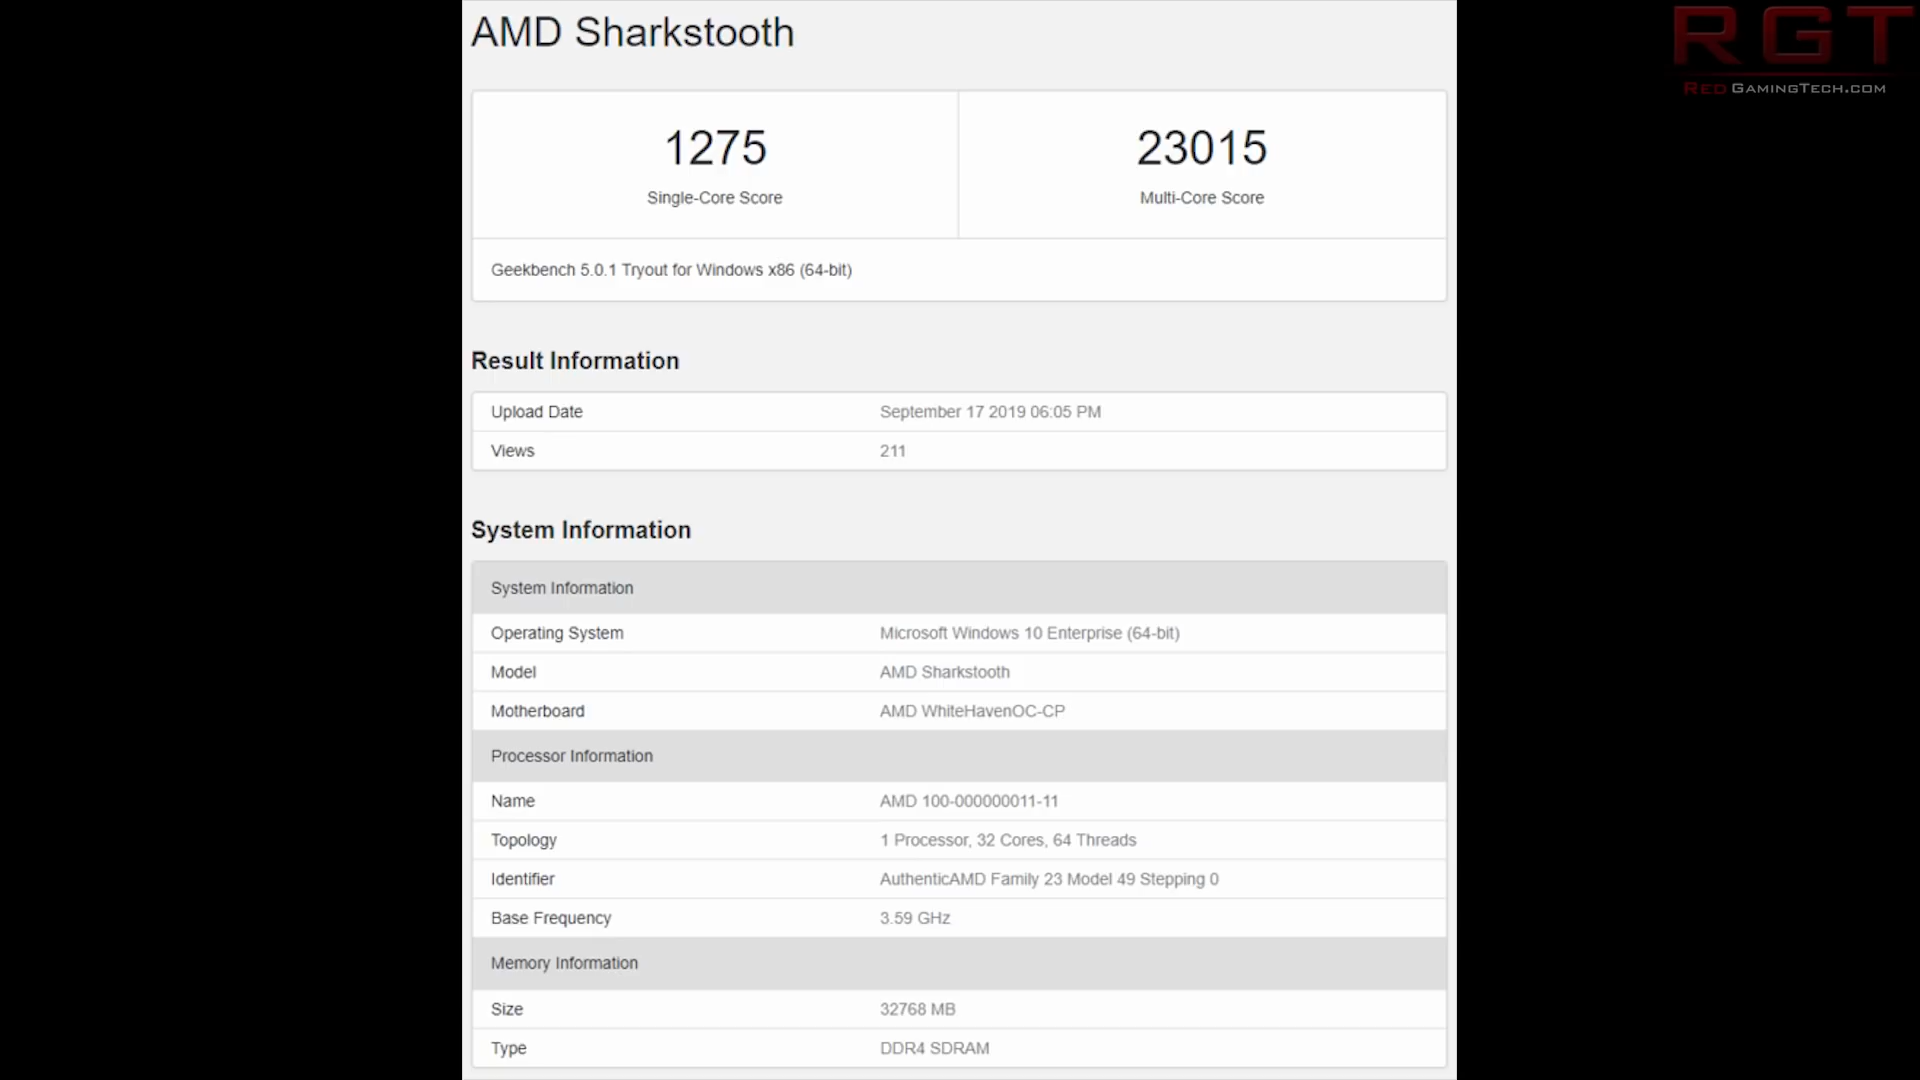 AMD Sharkstooth
RGT
RED GAMINGTECH.COM
1275
23015
Single-Core Score
Multi-Core Score
Geekbench 5.0.1 Tryout for Windows x86 (64-bit)
Result Information
Upload Date September 17 2019 06:05 PM
Views 211
System Information
System Information
Operating System Microsoft Windows 10 Enterprise (64-bit)
Model AMD Sharkstooth
Motherboard AMD WhiteHavenOC-CP
Processor Information
Name AMD 100-000000011-11
Topology 1 Processor, 32 Cores, 64 Threads
Identifier AuthenticAMD Family 23 Model 49 Stepping 0
Base Frequency 3.59 GHz
Memory Information
Size 32768 MB
Type DDR4 SDRAM